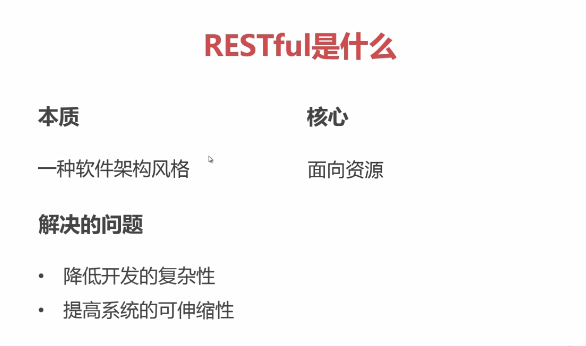 RESTful是什么
本质
一种软件架构风格
核心
面向资源
解决的问题
• 降低开发的复杂性
• 提高系统的可伸缩性